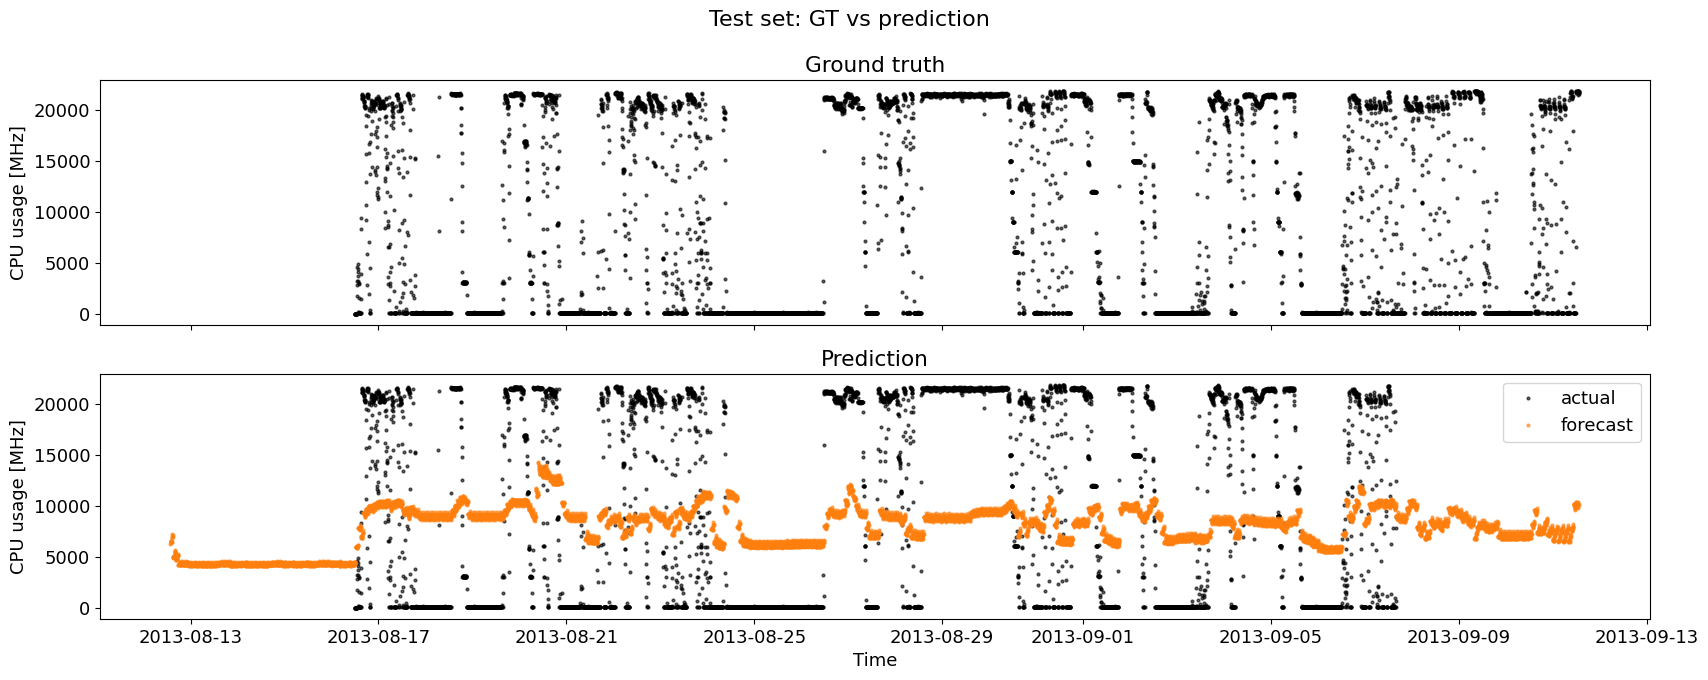 Test set: GT vs prediction
Ground truth
CPU usage [MHz]
20000
15000
10000
5000
0
Prediction
CPU usage [MHz]
20000
15000
10000
5000
0
actual
forecast
2013-08-13 2013-08-17 2013-08-21 2013-08-25 2013-08-29 2013-09-01 2013-09-05 2013-09-09 2013-09-13
Time